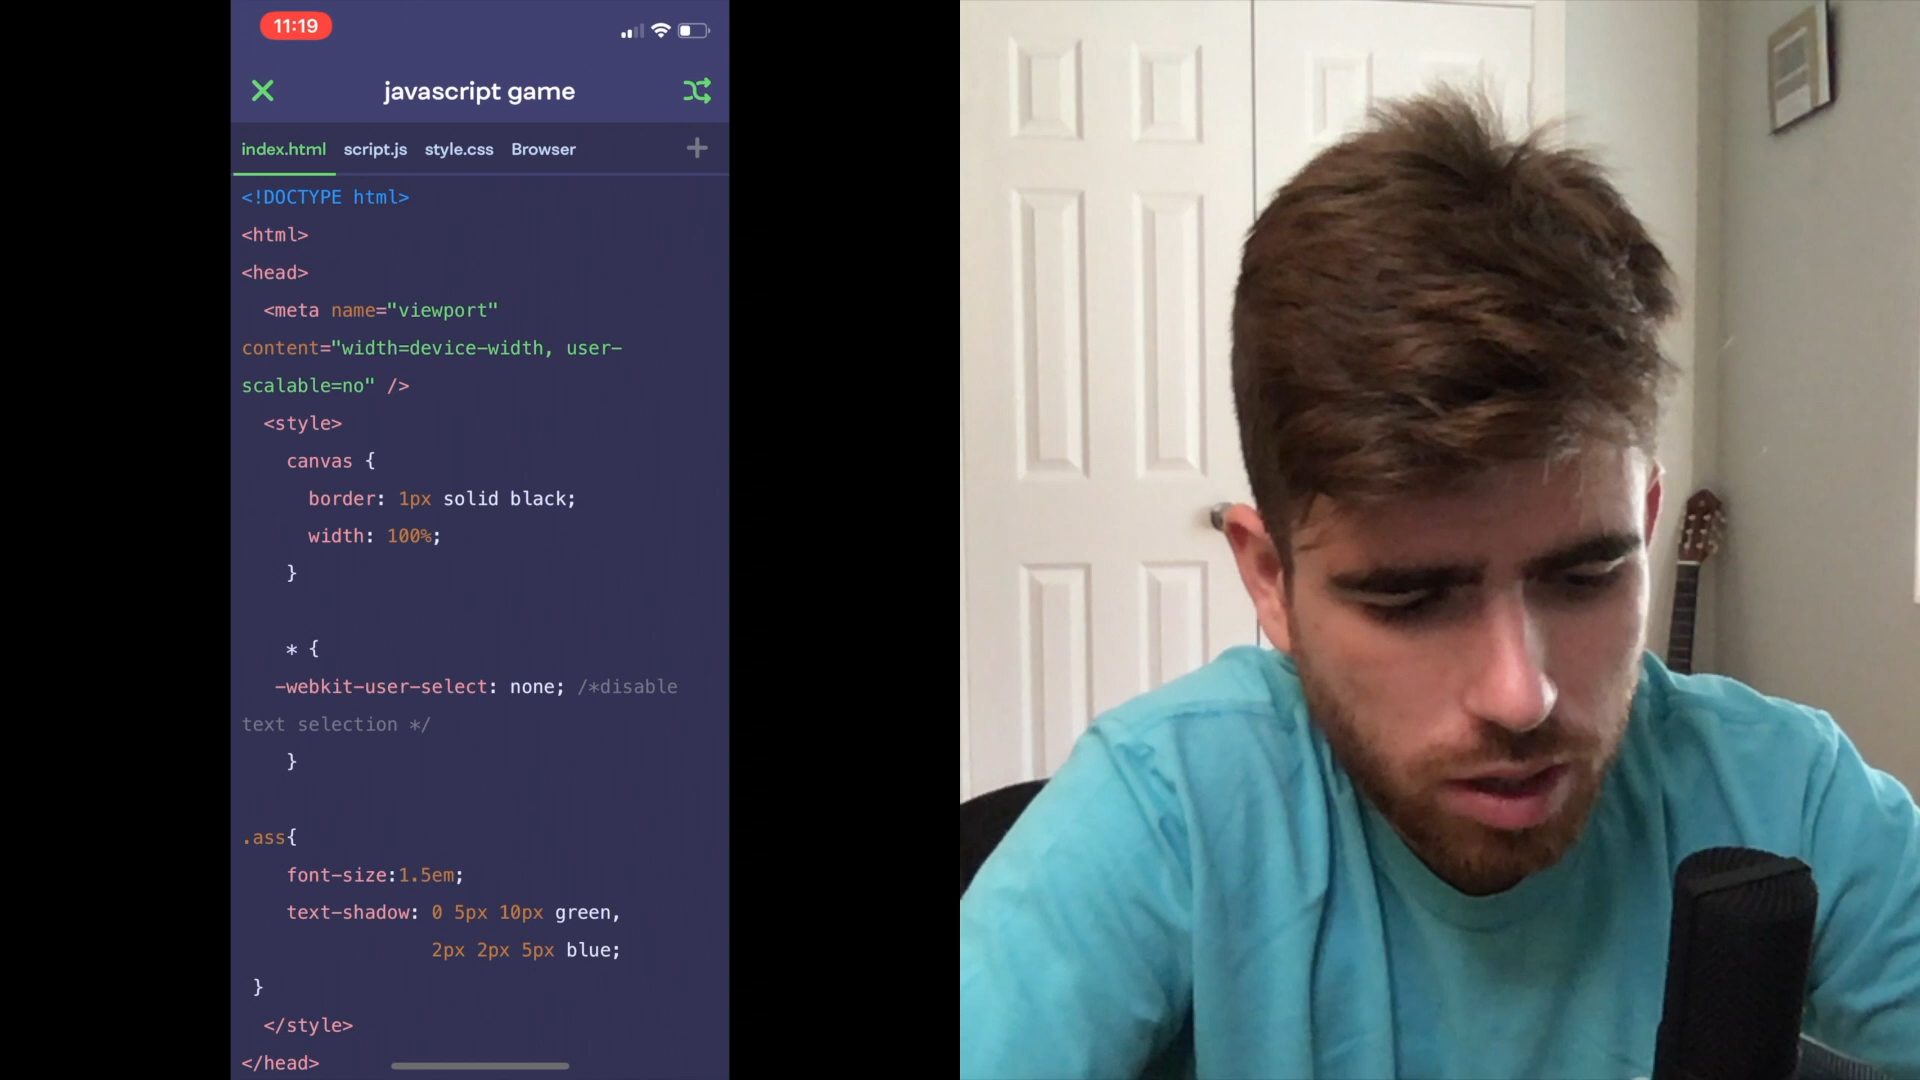 11:19
javascript game
index.html script.js style.css Browser
<!DOCTYPE html>
<html>
<head>
<meta name="viewport"
content="width=device-width, user-
scalable=no" />
<style>
canvas {
border: 1px solid black;
width: 100%;
}
* {
-webkit-user-select: none; /*disable
text selection */
}
.ass{
font-size:1.5em;
text-shadow: 0 5px 10px green,
2px 2px 5px blue;
}
</style>
</head>